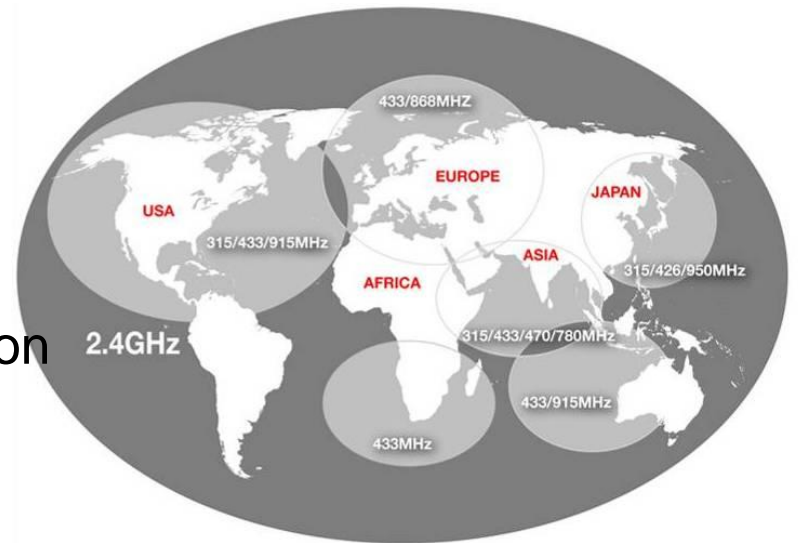 433/868MHZ
EUROPE
JAPAN
USA
315/433/915MHz
ASIA
315/426/950MHz
AFRICA
315/433/470/780MHz
on
2.4GHz
433/915MHz
433MHz